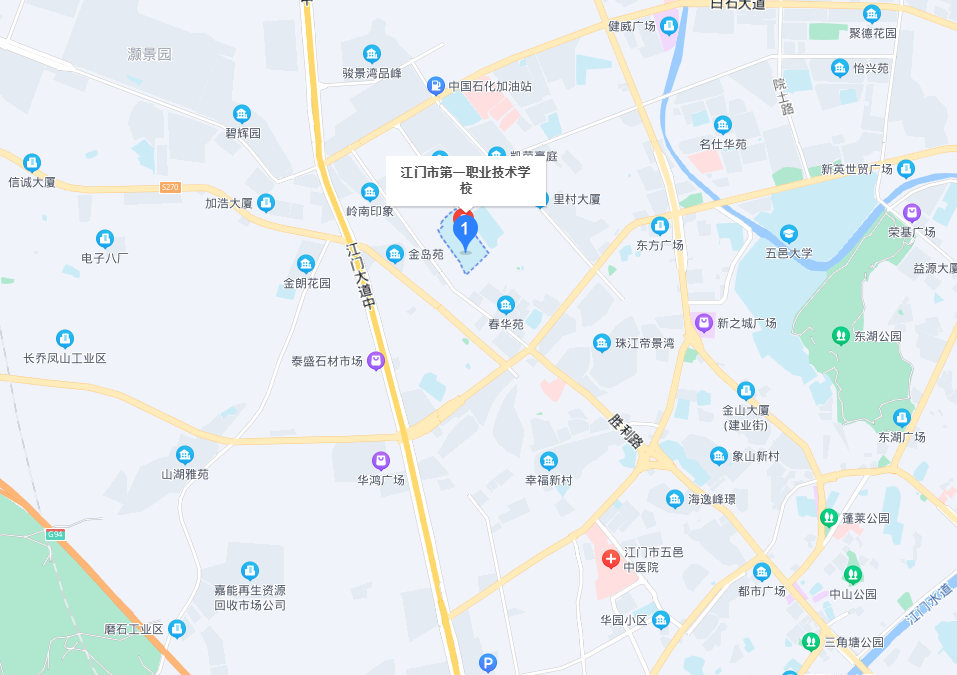 白石大道
健威广场
聚德花园
灏景园
骏景湾品峰
怡兴苑
中国石化加油站
院士路
碧辉园
名仕华苑
凯荣豪庭
信诚大厦
江门市第一职业技术学
校
新英世贸广场
S270
加浩大厦
岭南印象
里村大厦
1
荣基广场
电子八厂
金岛苑
东方广场
五邑大学
益源大厦
金朗花园
江门大道中
春华苑
新之城广场
长乔凤山工业区
泰盛石材市场
珠江帝景湾
东湖公园
金山大厦
(建业街)
胜利路
东湖广场
象山新村
山湖雅苑
华鸿广场
幸福新村
海逸峰璟
蓬莱公园
G94
江门市五邑
中医院
嘉能再生资源
回收市场公司
都市广场
中山公园
江门水道
华园小区
磨石工业区
三角塘公园
P